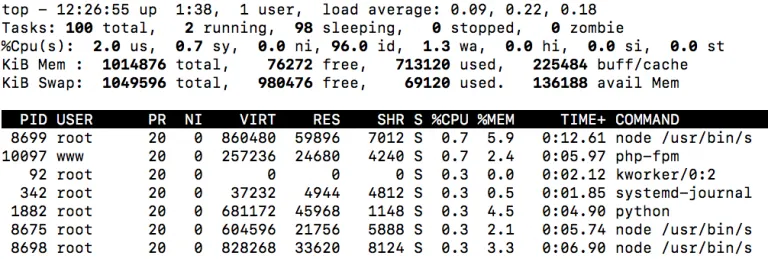 top - 12:26:55 up  1:38,  1 user,  load average: 0.09, 0.22, 0.18
Tasks: 100 total,   2 running,  98 sleeping,   0 stopped,   0 zombie
%Cpu(s):  2.0 us,  0.7 sy,  0.0 ni, 96.0 id,  1.3 wa,  0.0 hi,  0.0 si,  0.0 st
KiB Mem :  1014876 total,    76272 free,   713120 used,   225484 buff/cache
KiB Swap:  1049596 total,   980476 free,    69120 used.   136188 avail Mem
PID USER      PR  NI    VIRT    RES    SHR S %CPU %MEM     TIME+ COMMAND
8699 root      20   0  860480  59896   7012 S  0.7  5.9   0:12.61 node /usr/bin/s
10097 www       20   0  257236  24680   4240 S  0.7  2.4   0:05.97 php-fpm
92 root      20   0       0      0      0 S  0.3  0.0   0:02.12 kworker/0:2
342 root      20   0   37232   4944   4812 S  0.3  0.5   0:01.85 systemd-journal
1882 root      20   0  681172  45968   1148 S  0.3  4.5   0:04.90 python
8675 root      20   0  604596  21756   5888 S  0.3  2.1   0:05.74 node /usr/bin/s
8698 root      20   0  828268  33620   8124 S  0.3  3.3   0:06.90 node /usr/bin/s